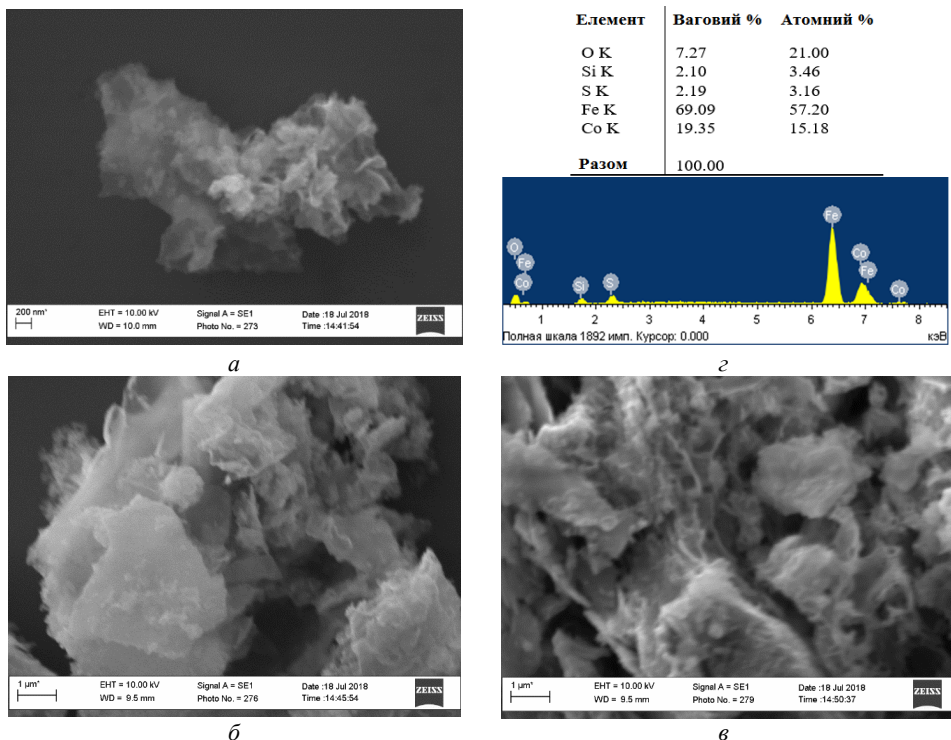 200 nm*
EHT = 10.00 kV
WD = 10.0 mm
Signal A = SE1
Photo No. = 273
Date :18 Jul 2018
Time :14:41:54
ZEISS
а
Елемент Ваговий % Атомний %
O K 7.27 21.00
Si K 2.10 3.46
S K 2.19 3.16
Fe K 69.09 57.20
Co K 19.35 15.18
Разом 100.00
O
Fe
Co
Si
S
Fe
Co
Fe
Co
1 2 3 4 5 6 7 8
Полная шкала 1892 имп. Курсор: 0.000 кэВ
г
1 µm*
EHT = 10.00 kV
WD = 9.5 mm
Signal A = SE1
Photo No. = 276
Date :18 Jul 2018
Time :14:45:54
ZEISS
б
1 µm*
EHT = 10.00 kV
WD = 9.5 mm
Signal A = SE1
Photo No. = 279
Date :18 Jul 2018
Time :14:50:37
ZEISS
в